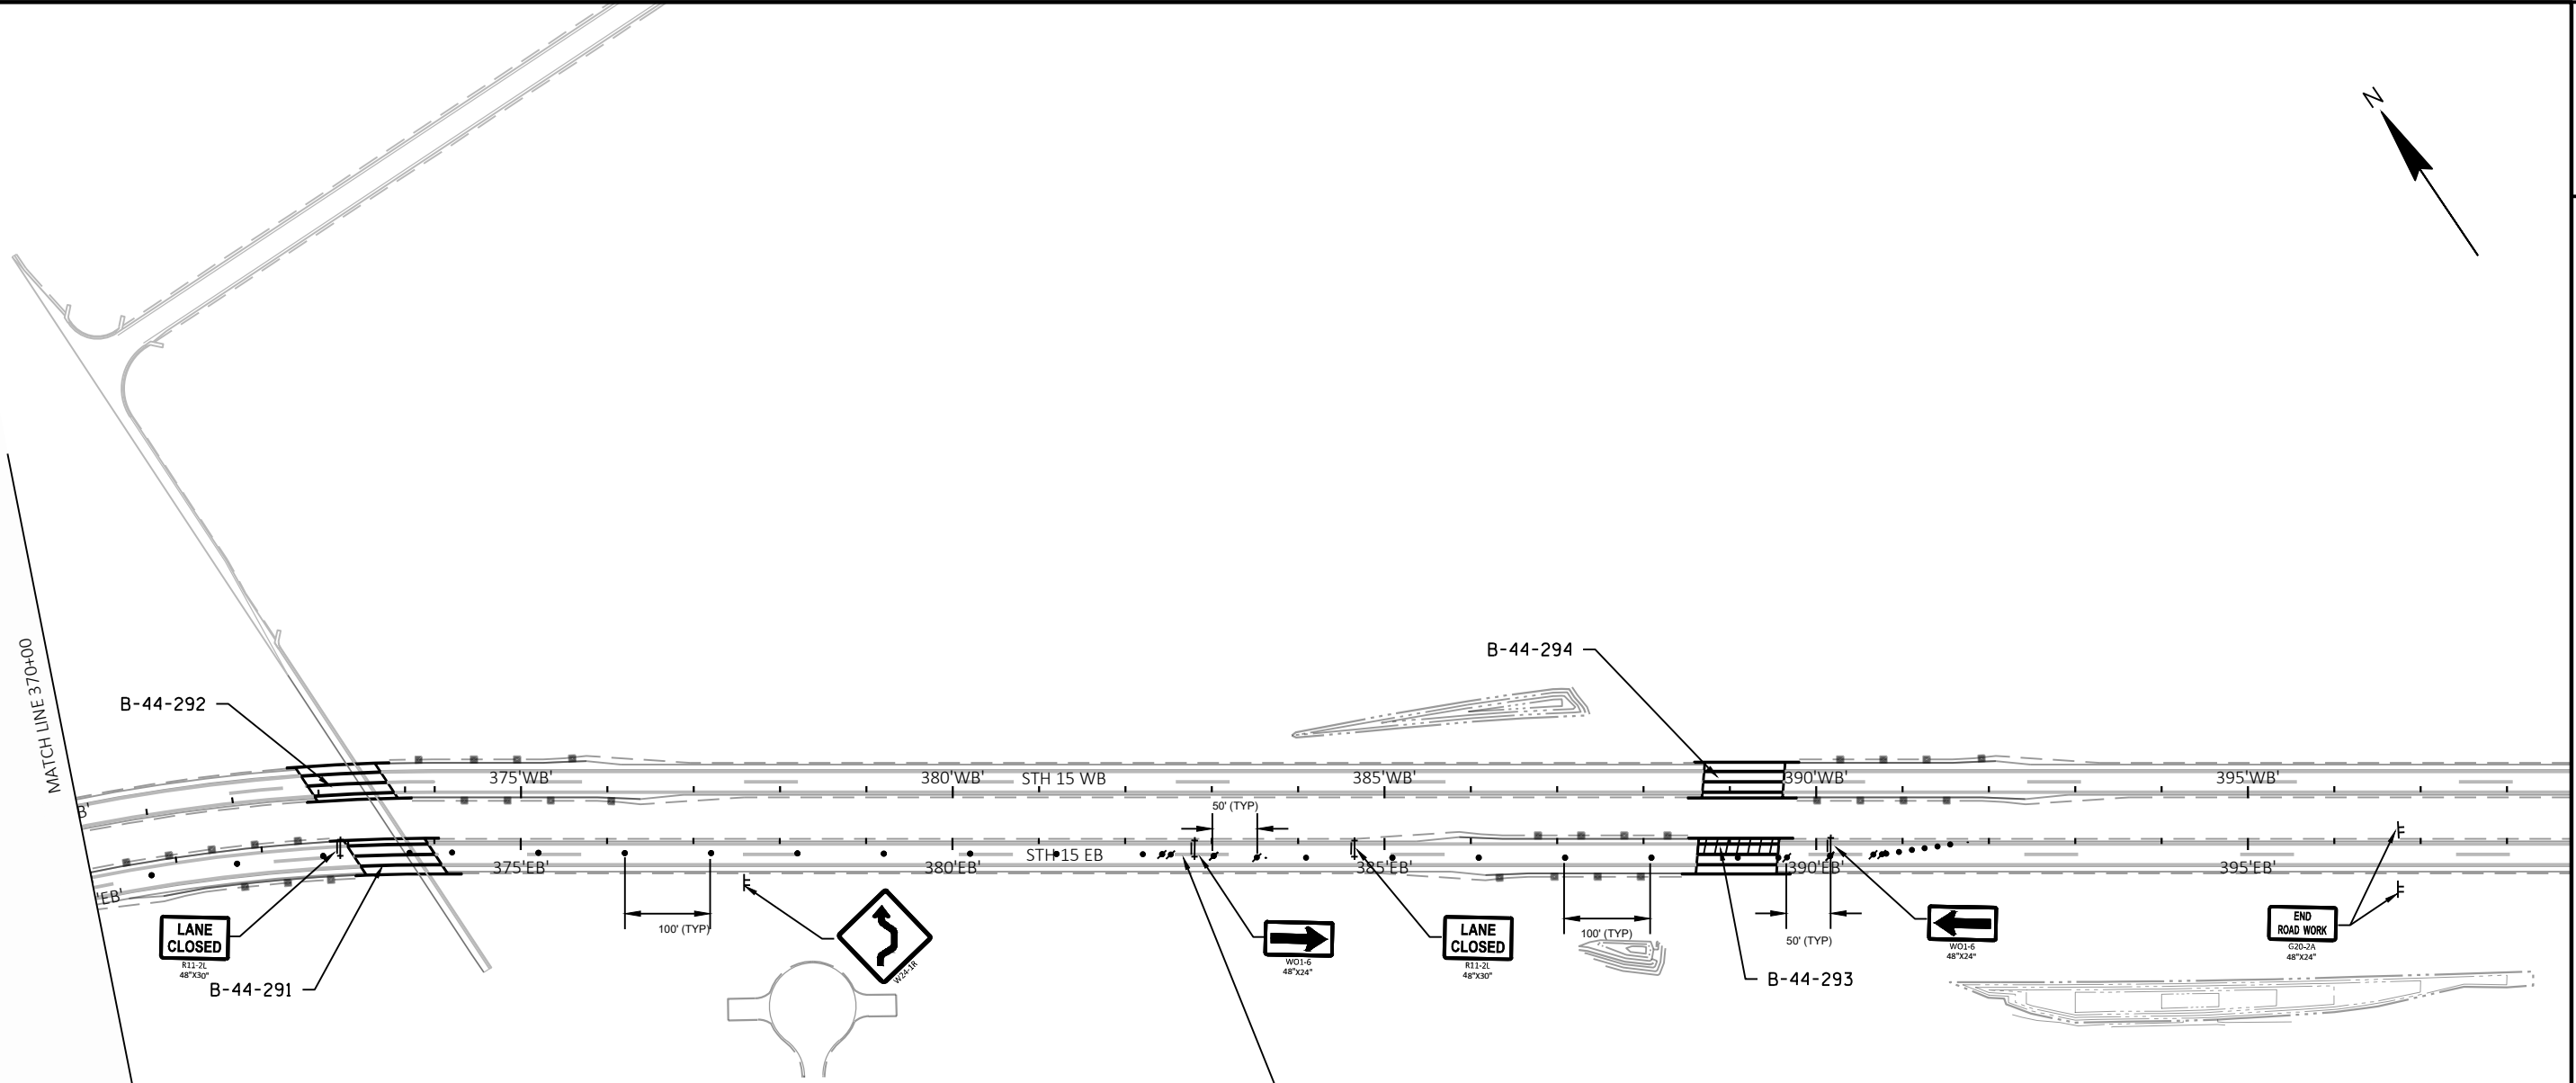 N
MATCH LINE 370+00
B-44-292
B-44-294
375'WB'
380'WB'
STH 15 WB
385'WB'
390'WB'
395'WB'
B'
50' (TYP)
'EB'
375'EB'
380'EB'
STH 15 EB
385'EB'
390'EB'
395'EB'
LANE
CLOSED
R11-2L
48"X30"
B-44-291
100' (TYP)
W24-1R
WO1-6
48"X24"
LANE
CLOSED
R11-2L
48"X30"
100' (TYP)
B-44-293
50' (TYP)
WO1-6
48"X24"
END
ROAD WORK
G20-2A
48"X24"